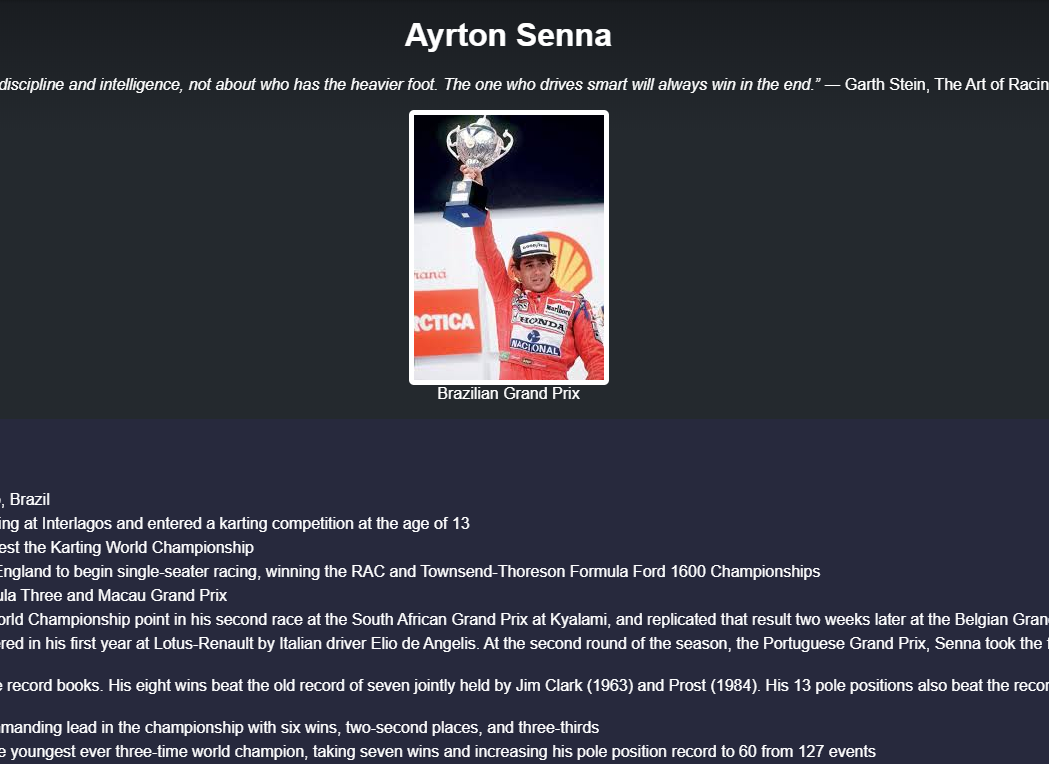 Ayrton Senna
discipline and intelligence, not about who has the heavier foot. The one who drives smart will always win in the end.” — Garth Stein, The Art of Racin
GOODYEAR
rana
RCTICA
Marlboro
HONDA
NACIONAL
Brazilian Grand Prix
, Brazil
ing at Interlagos and entered a karting competition at the age of 13
est the Karting World Championship
England to begin single-seater racing, winning the RAC and Townsend-Thoreson Formula Ford 1600 Championships
ula Three and Macau Grand Prix
orld Championship point in his second race at the South African Grand Prix at Kyalami, and replicated that result two weeks later at the Belgian Gran
red in his first year at Lotus-Renault by Italian driver Elio de Angelis. At the second round of the season, the Portuguese Grand Prix, Senna took the f
e record books. His eight wins beat the old record of seven jointly held by Jim Clark (1963) and Prost (1984). His 13 pole positions also beat the recor
manding lead in the championship with six wins, two-second places, and three-thirds
e youngest ever three-time world champion, taking seven wins and increasing his pole position record to 60 from 127 events